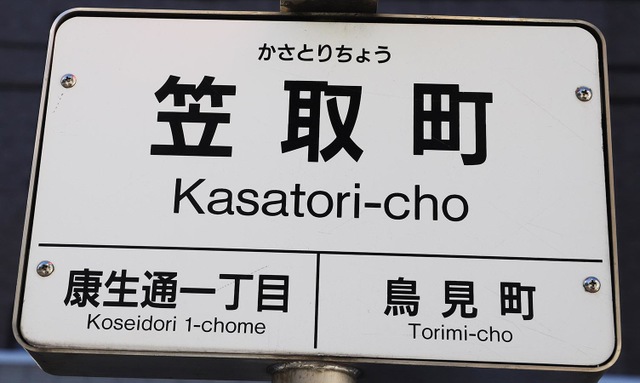 かさとりちょう
笠取町
Kasatori-cho
康生通一丁目
Koseidori 1-chome
鳥見町
Torimi-cho